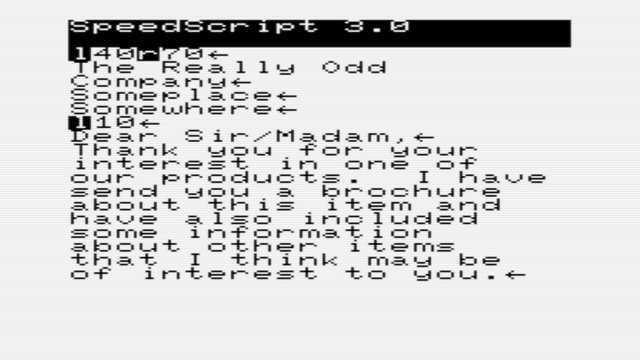 SpeedScript 3.0
l40r70←
The Really Odd
Company←
Someplace←
Somewhere←
l10←
Dear Sir/Madam,←
Thank you for your
interest in one of
our products.  I have
send you a brochure
about this item and
have also included
some information
about other items
that I think may be
of interest to you.←